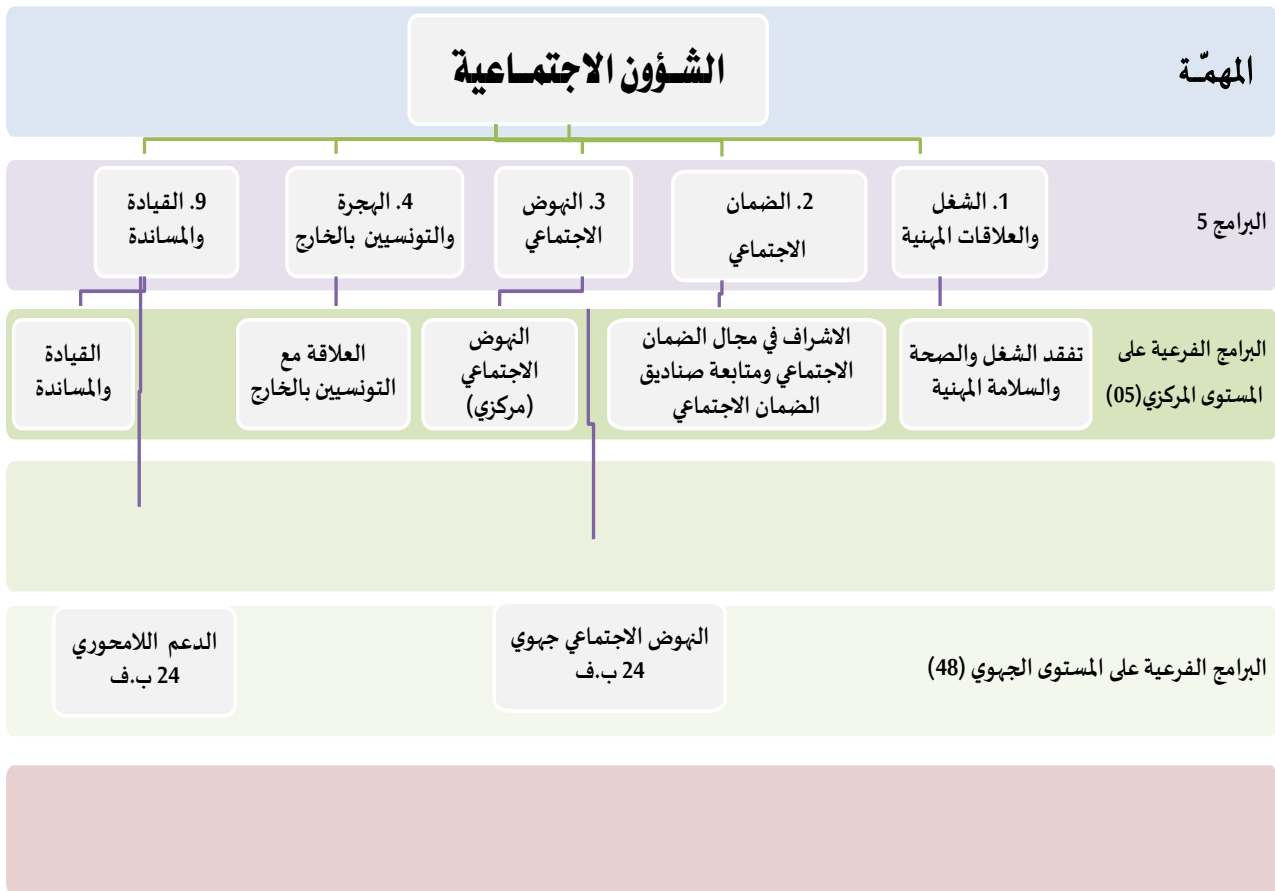 المهمّـة
الشـؤون الاجتمـاعية
البرامج 5
1. الشغل
والعلاقات المهنية
2. الضمان
الاجتماعي
3. النهوض
الاجتماعي
4. الهجرة
والتونسيين بالخارج
9. القيادة
والمساندة
البرامج الفرعية على
المستوى المركزي(05)
تفقد الشغل والصحة
والسلامة المهنية
الاشراف في مجال الضمان
الاجتماعي ومتابعة صناديق
الضمان الاجتماعي
النهوض
الاجتماعي
(مركزي)
العلاقة مع
التونسيين بالخارج
القيادة
والمساندة
البرامج الفرعية على المستوى الجهوي (48)
النهوض الاجتماعي جهوي
24 ب.ف
الدعم اللامحوري
24 ب.ف